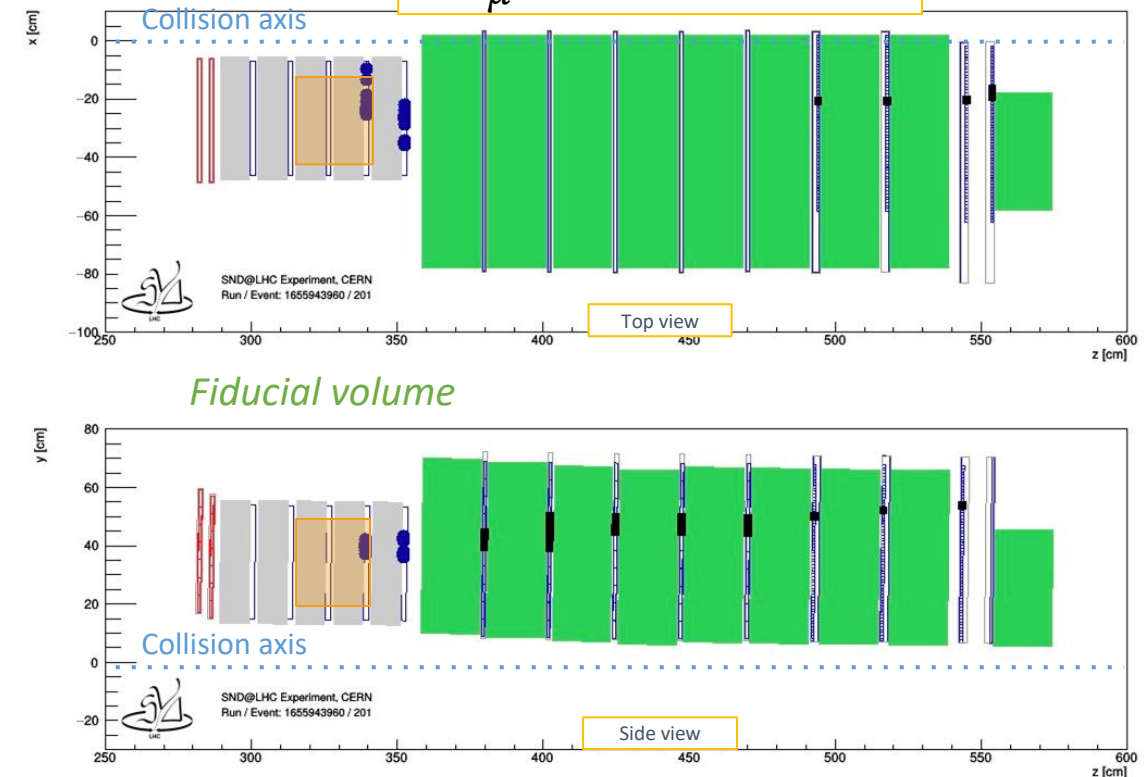 μ
Collision axis
x [cm]
0
−20
−40
−60
−80
−100
SND@LHC Experiment, CERN
Run / Event: 1655943960 / 201
LHC
Top view
250 300 350 400 450 500 550 600
z [cm]
Fiducial volume
y [cm]
80
60
40
20
0
−20
Collision axis
SND@LHC Experiment, CERN
Run / Event: 1655943960 / 201
LHC
Side view
250 300 350 400 450 500 550 600
z [cm]